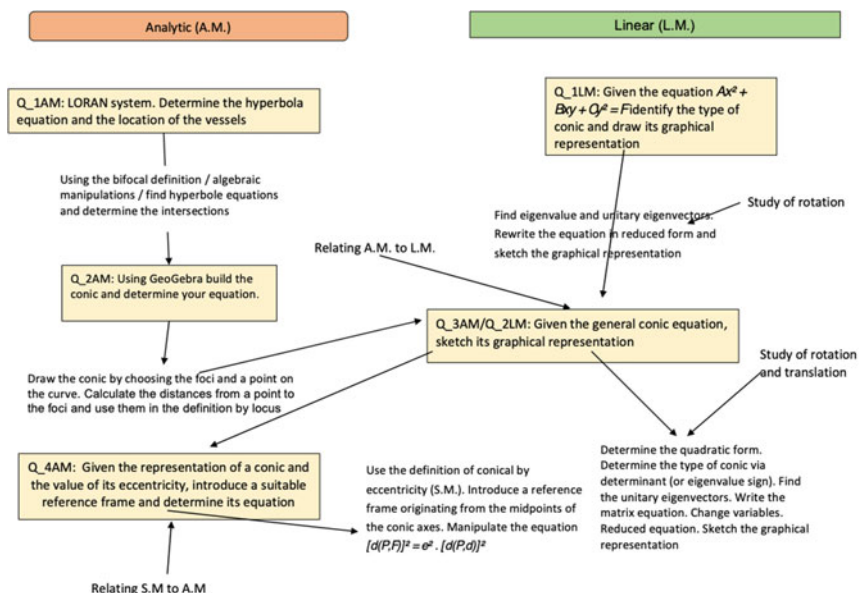 Analytic (A.M.)
Linear (L.M.)
Q_1AM: LORAN system. Determine the hyperbola
equation and the location of the vessels
Q_1LM: Given the equation Ax² +
Bxy + Cy² = F identify the type of
conic and draw its graphical
representation
Using the bifocal definition / algebraic
manipulations / find hyperbole equations
and determine the intersections
Study of rotation
Find eigenvalue and unitary eigenvectors.
Rewrite the equation in reduced form and
sketch the graphical representation
Relating A.M. to L.M.
Q_2AM: Using GeoGebra build the
conic and determine your equation.
Q_3AM/Q_2LM: Given the general conic equation,
sketch its graphical representation
Study of rotation
and translation
Draw the conic by choosing the foci and a point on
the curve. Calculate the distances from a point to
the foci and use them in the definition by locus
Q_4AM: Given the representation of a conic and
the value of its eccentricity, introduce a suitable
reference frame and determine its equation
Use the definition of conical by
eccentricity (S.M.). Introduce a reference
frame originating from the midpoints of
the conic axes. Manipulate the equation
[d(P,F)]² = e² . [d(P,d)]²
Determine the quadratic form.
Determine the type of conic via
determinant (or eigenvalue sign). Find
the unitary eigenvectors. Write the
matrix equation. Change variables.
Reduced equation. Sketch the graphical
representation
Relating S.M to A.M